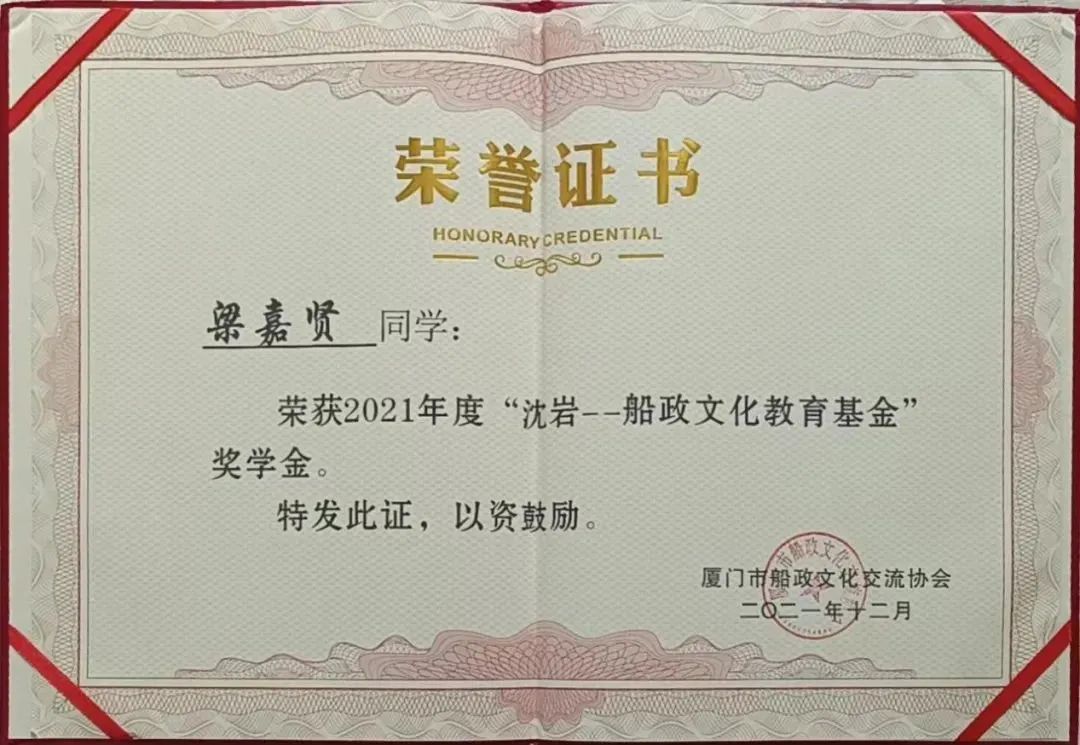 荣誉证书
HONORARY CREDENTIAL
梁嘉贤 同学：
荣获2021年度“沈岩--船政文化教育基金”
奖学金。
特发此证，以资鼓励。
厦门市船政文化交流协会
二〇二一年十二月